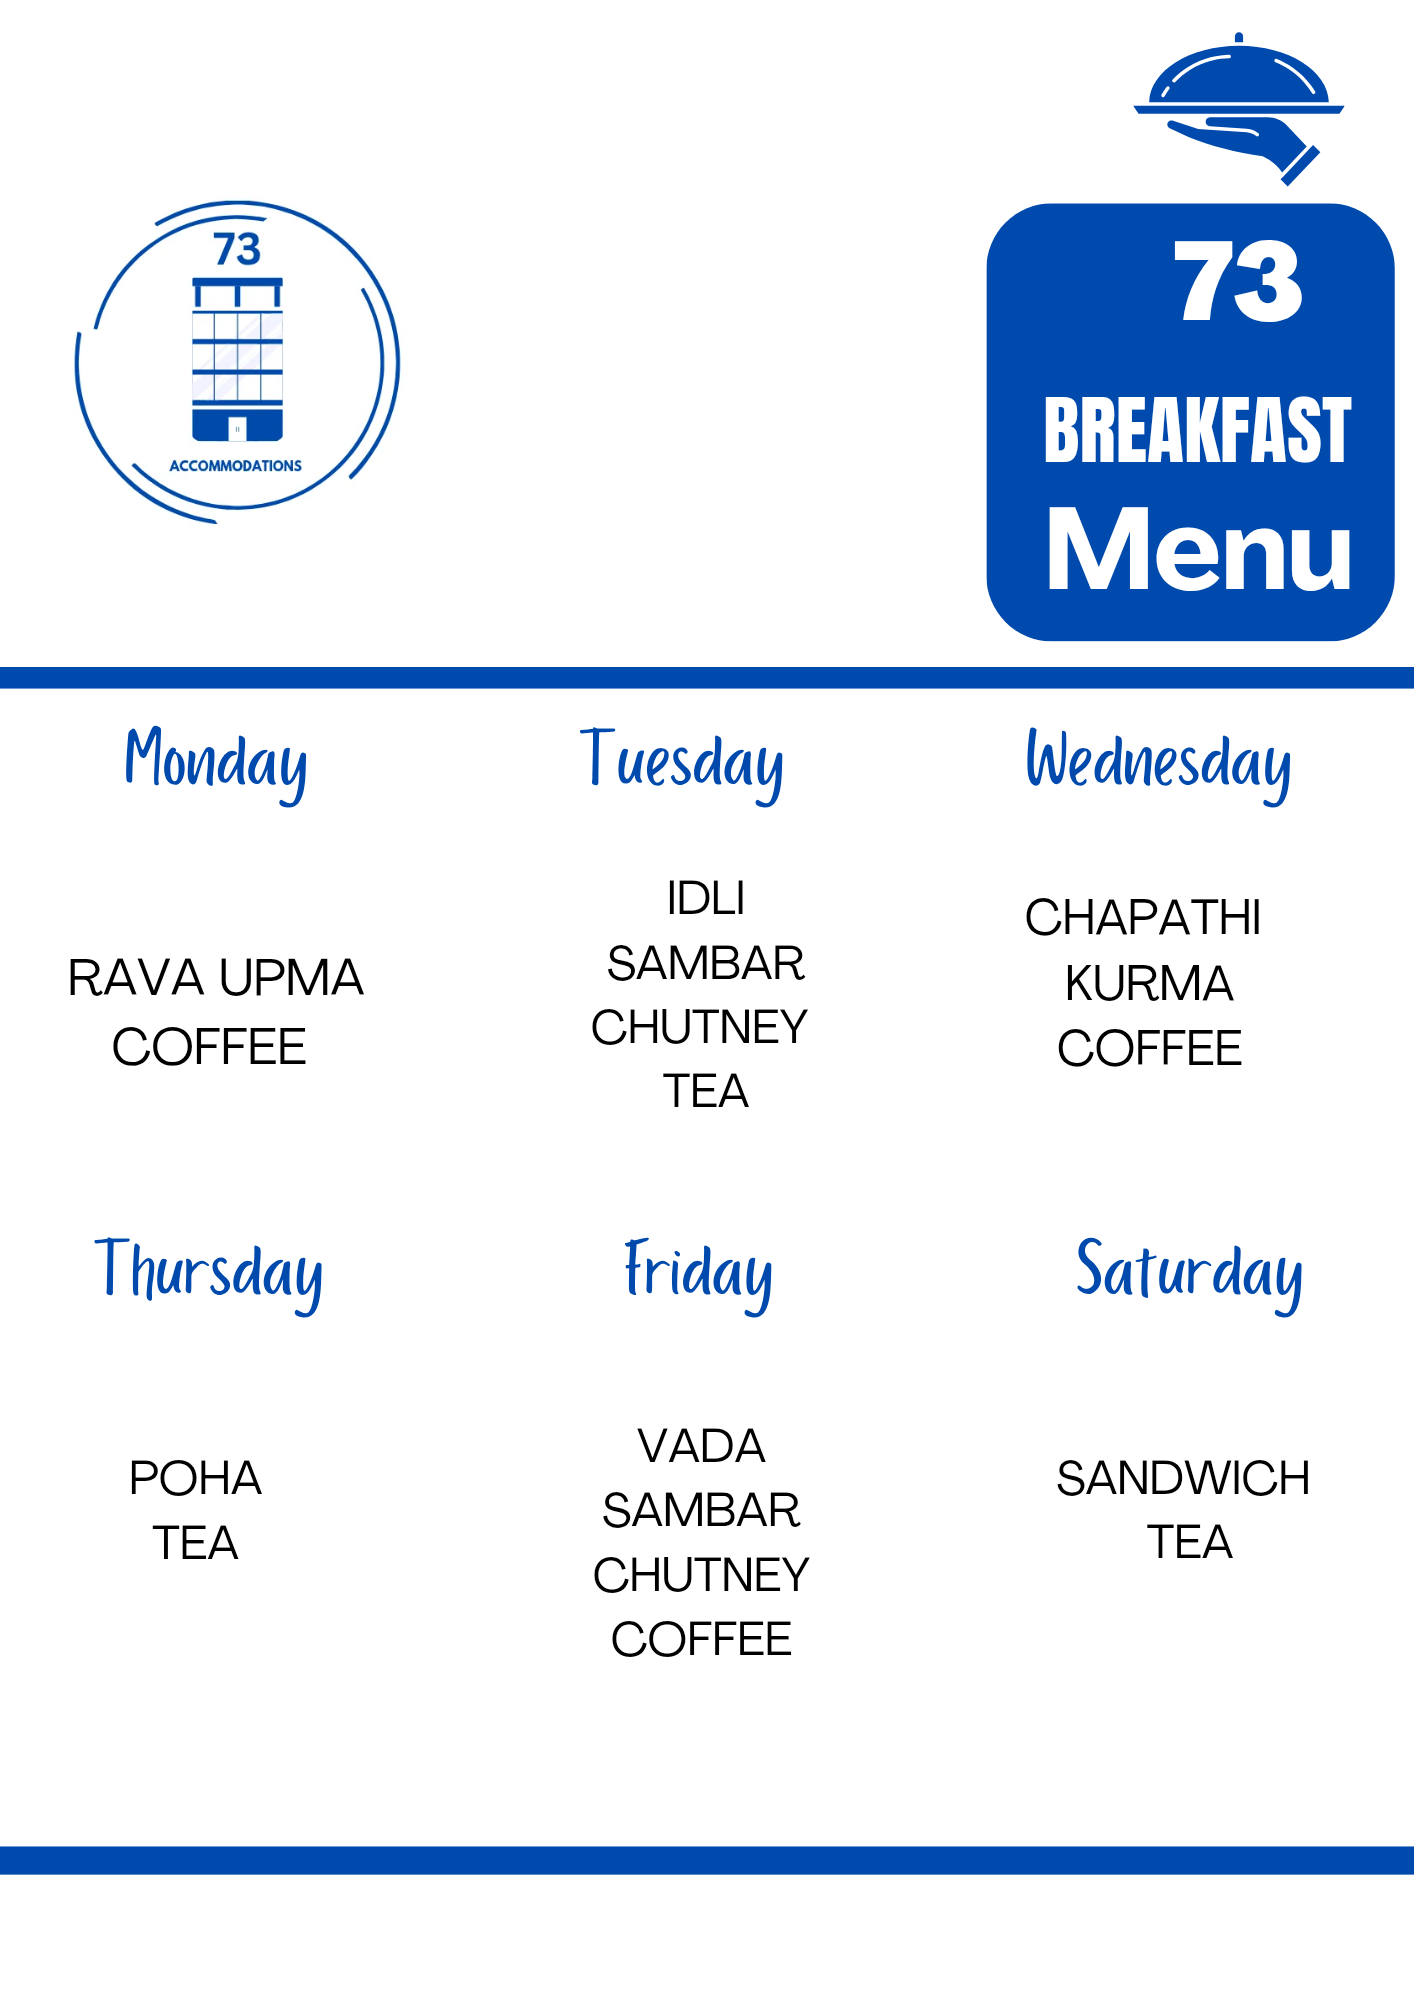 73
ACCOMMODATIONS
73
BREAKFAST
Menu
Monday
RAVA UPMA
COFFEE
Tuesday
IDLI
SAMBAR
CHUTNEY
TEA
Wednesday
CHAPATHI
KURMA
COFFEE
Thursday
POHA
TEA
Friday
VADA
SAMBAR
CHUTNEY
COFFEE
Saturday
SANDWICH
TEA